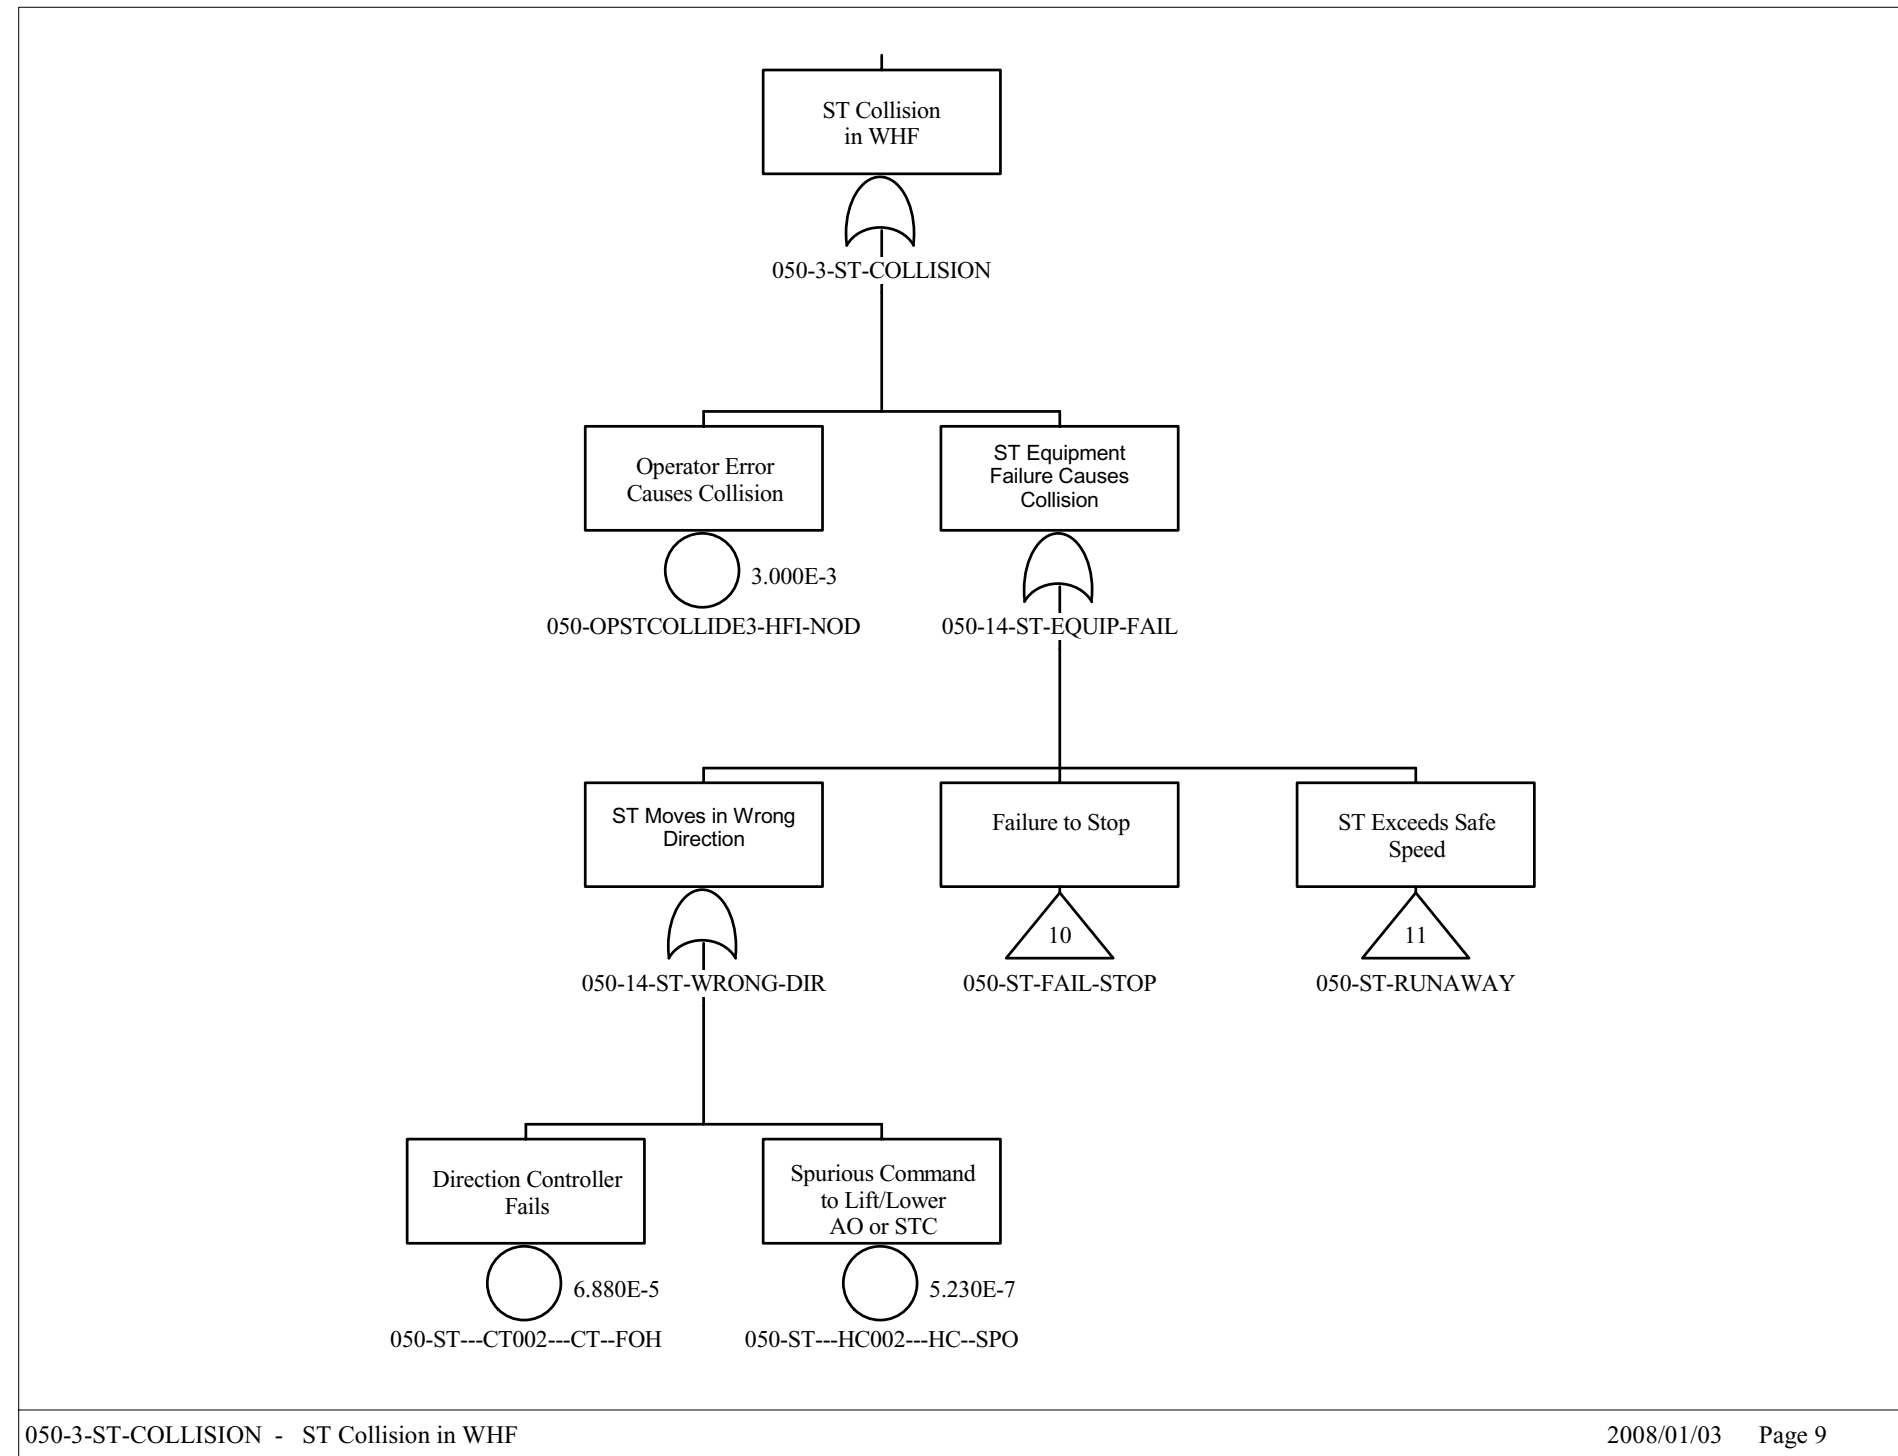 ST Collision
in WHF
050-3-ST-COLLISION
Operator Error
Causes Collision
3.000E-3
050-OPSTCOLLIDE3-HFI-NOD
ST Equipment
Failure Causes
Collision
050-14-ST-EQUIP-FAIL
ST Moves in Wrong
Direction
050-14-ST-WRONG-DIR
Failure to Stop
10
050-ST-FAIL-STOP
ST Exceeds Safe
Speed
11
050-ST-RUNAWAY
Direction Controller
Fails
6.880E-5
050-ST---CT002---CT--FOH
Spurious Command
to Lift/Lower
AO or STC
5.230E-7
050-ST---HC002---HC--SPO
050-3-ST-COLLISION - ST Collision in WHF
2008/01/03 Page 9